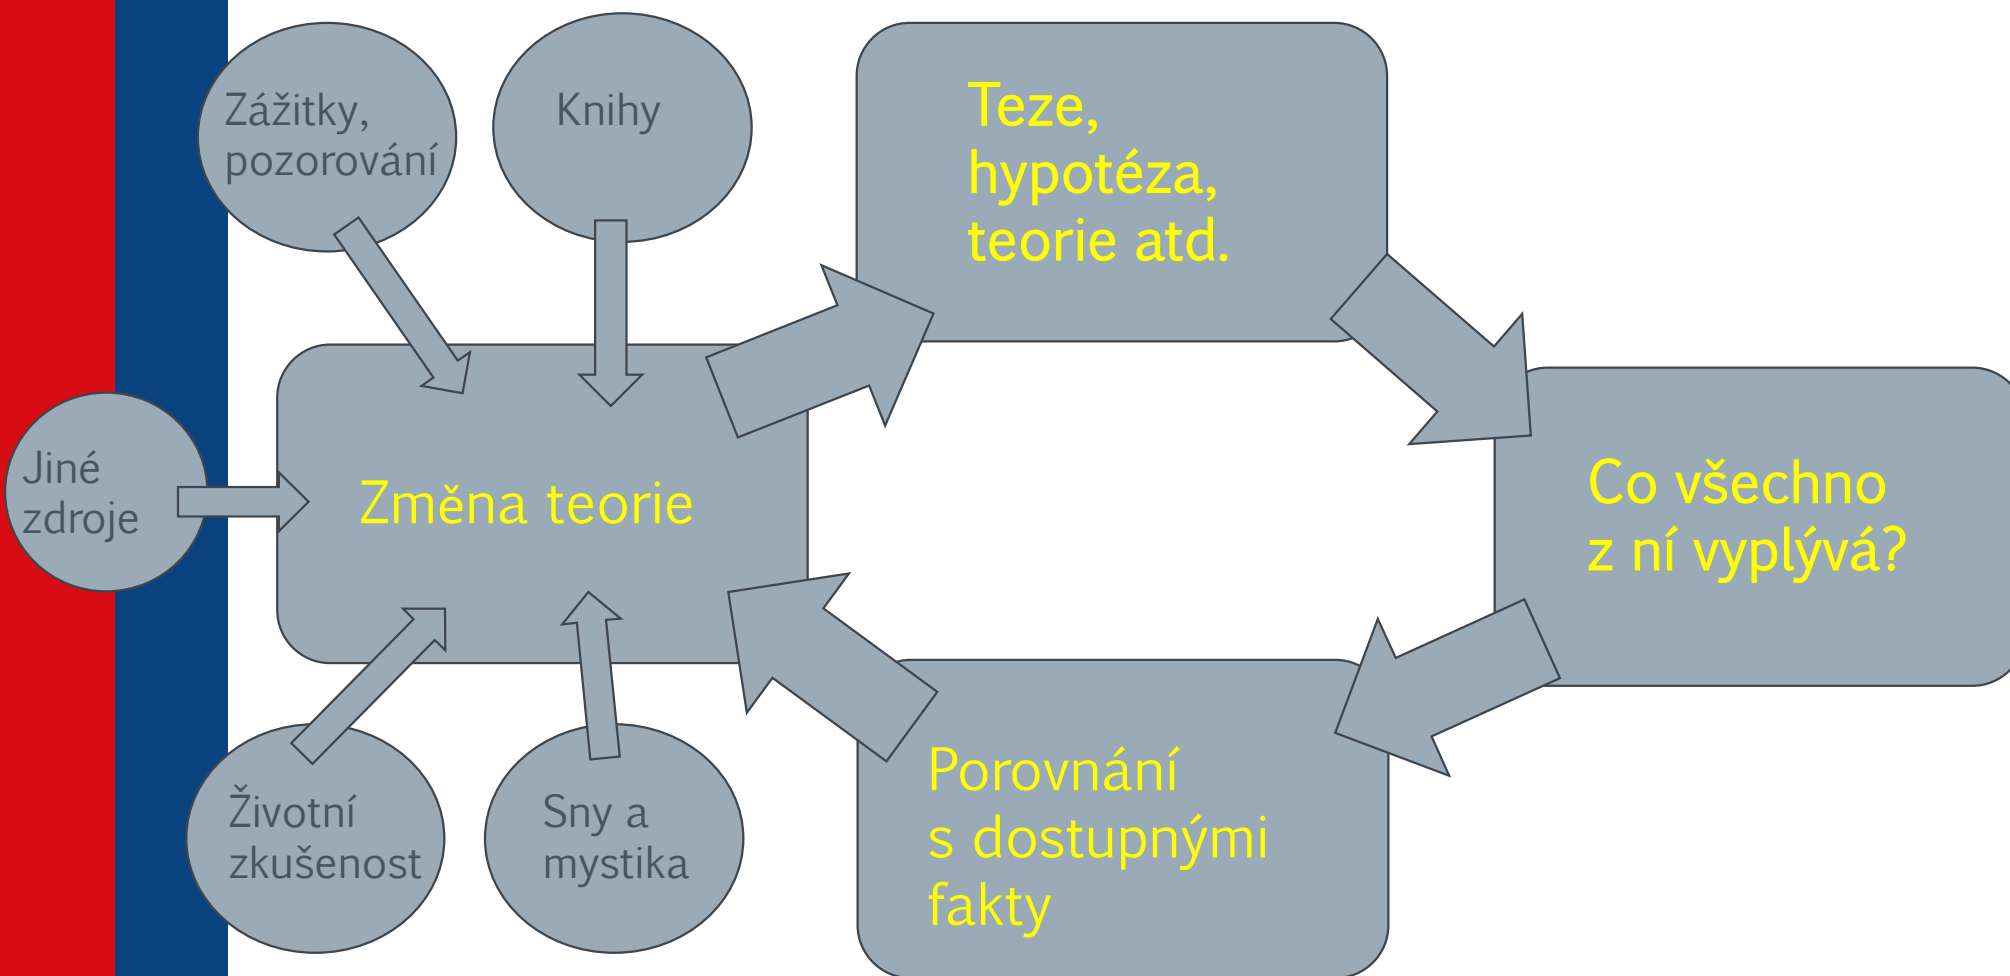 Zážitky,
pozorování
Knihy
Teze,
hypotéza,
teorie atd.
Jiné
zdroje
Změna teorie
Co všechno
z ní vyplývá?
Životní
zkušenost
Sny a
mystika
Porovnání
s dostupnými
fakty